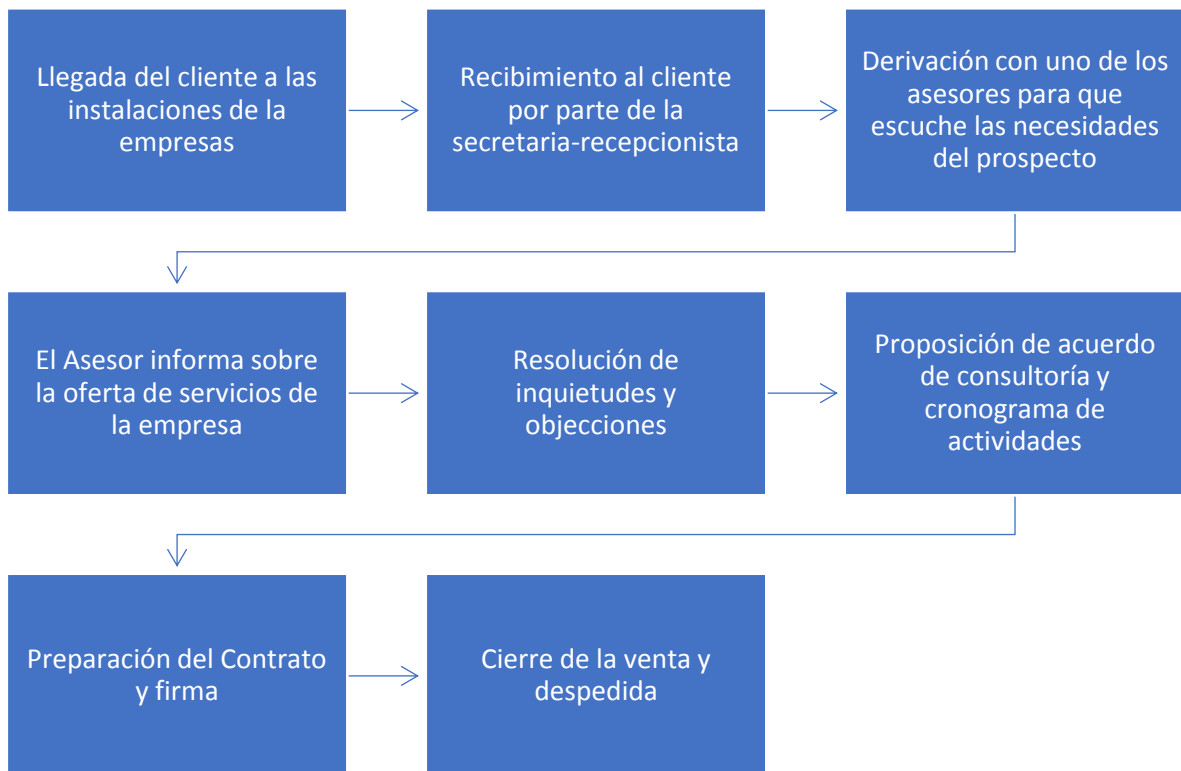 Llegada del cliente a las
instalaciones de la
empresas
Recibimiento al cliente
por parte de la
secretaria-recepcionista
Derivación con uno de los
asesores para que
escuche las necesidades
del prospecto
El Asesor informa sobre
la oferta de servicios de
la empresa
Resolución de
inquietudes y
objecciones
Proposición de acuerdo
de consultoría y
cronograma de
actividades
Preparación del Contrato
y firma
Cierre de la venta y
despedida